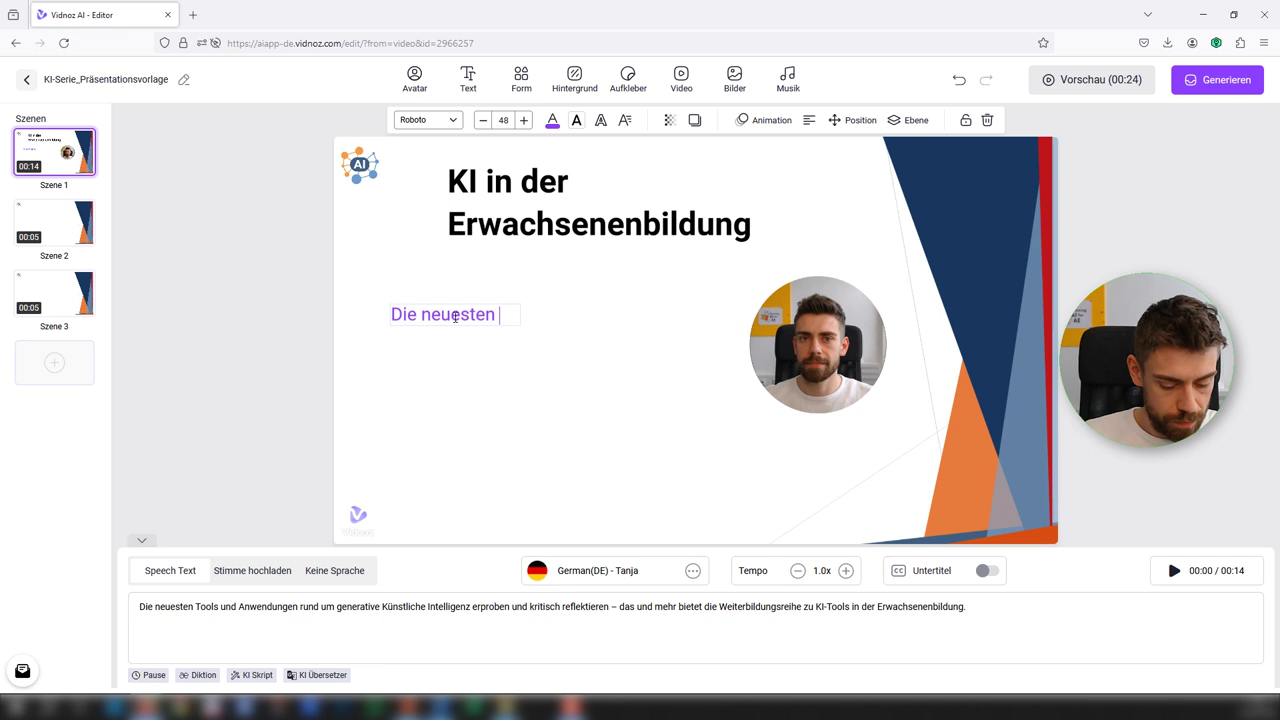 Vidnoz AI - Editor
https://aiapp-de.vidnoz.com/edit/?from=video&id=2966257
KI-Serie_Präsentationsvorlage
Avatar
Text
Form
Hintergrund
Aufkleber
Video
Bilder
Musik
Vorschau (00:24)
Generieren
Szenen
Roboto
48
Animation
Position
Ebene
00:14
Szene 1
00:05
Szene 2
00:05
Szene 3
AI
KI in der
Erwachsenenbildung
Die neuesten
Vidnoz
Speech Text
Stimme hochladen
Keine Sprache
German(DE) - Tanja
Tempo
1.0x
Untertitel
00:00 / 00:14
Die neuesten Tools und Anwendungen rund um generative Künstliche Intelligenz erproben und kritisch reflektieren – das und mehr bietet die Weiterbildungsreihe zu KI-Tools in der Erwachsenenbildung.
Pause
Diktion
KI Skript
KI Übersetzer